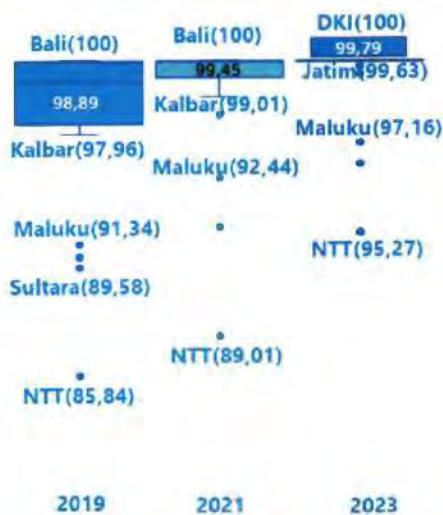 Bali(100)
98,89
Kalbar(97,96)
Maluku(91,34)
Sultara(89,58)
NTT(85,84)
2019
Bali(100)
99,45
Kalbar(99,01)
Maluku(92,44)
NTT(89,01)
2021
DKI(100)
99,79
Jatim(99,63)
Maluku(97,16)
NTT(95,27)
2023